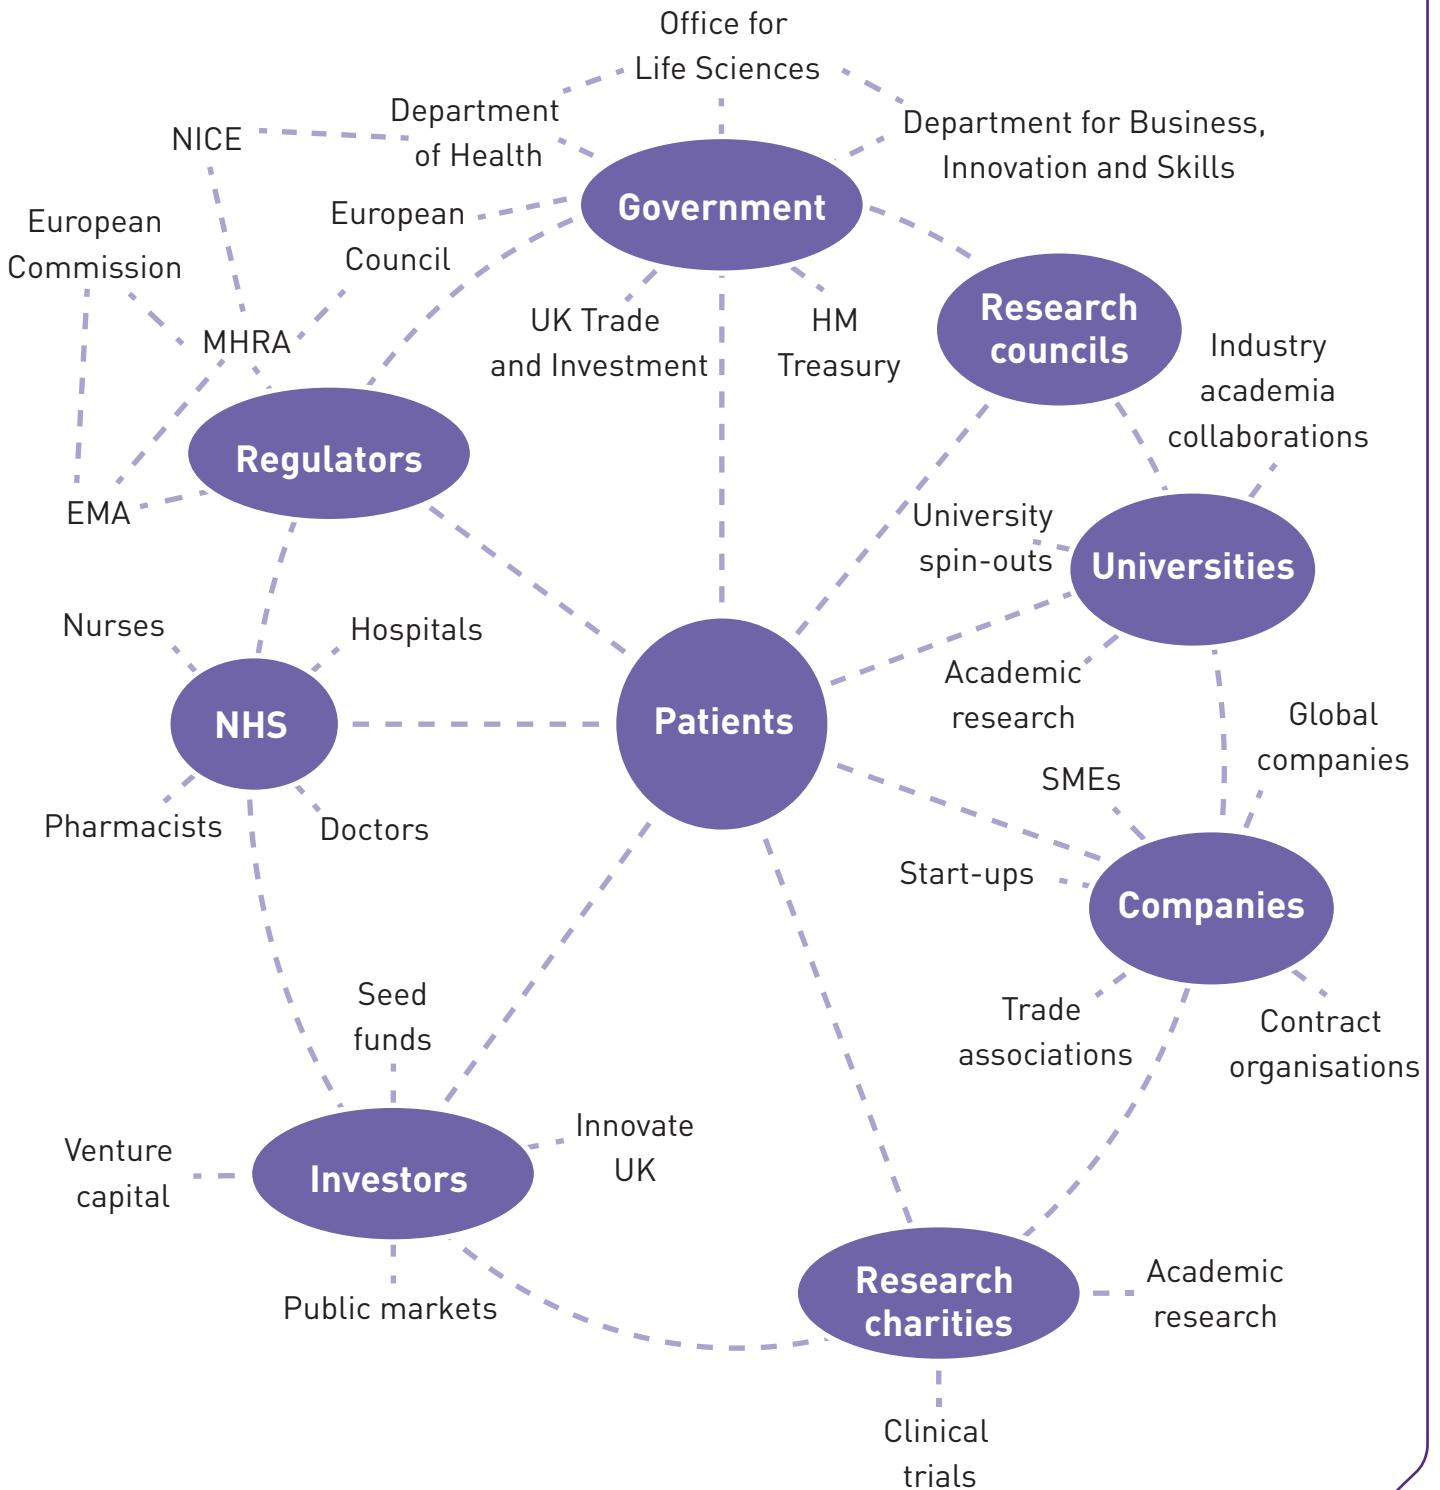 Office for
Life Sciences
Department
of Health
Department for Business,
Innovation and Skills
NICE
Government
European
Council
European
Commission
UK Trade
and Investment
HM
Treasury
Research
councils
MHRA
Industry
academia
collaborations
Regulators
EMA
University
spin-outs
Universities
Nurses
Hospitals
Academic
research
NHS
Patients
Global
companies
SMEs
Pharmacists
Doctors
Start-ups
Companies
Seed
funds
Trade
associations
Contract
organisations
Venture
capital
Investors
Innovate
UK
Public markets
Research
charities
Academic
research
Clinical
trials